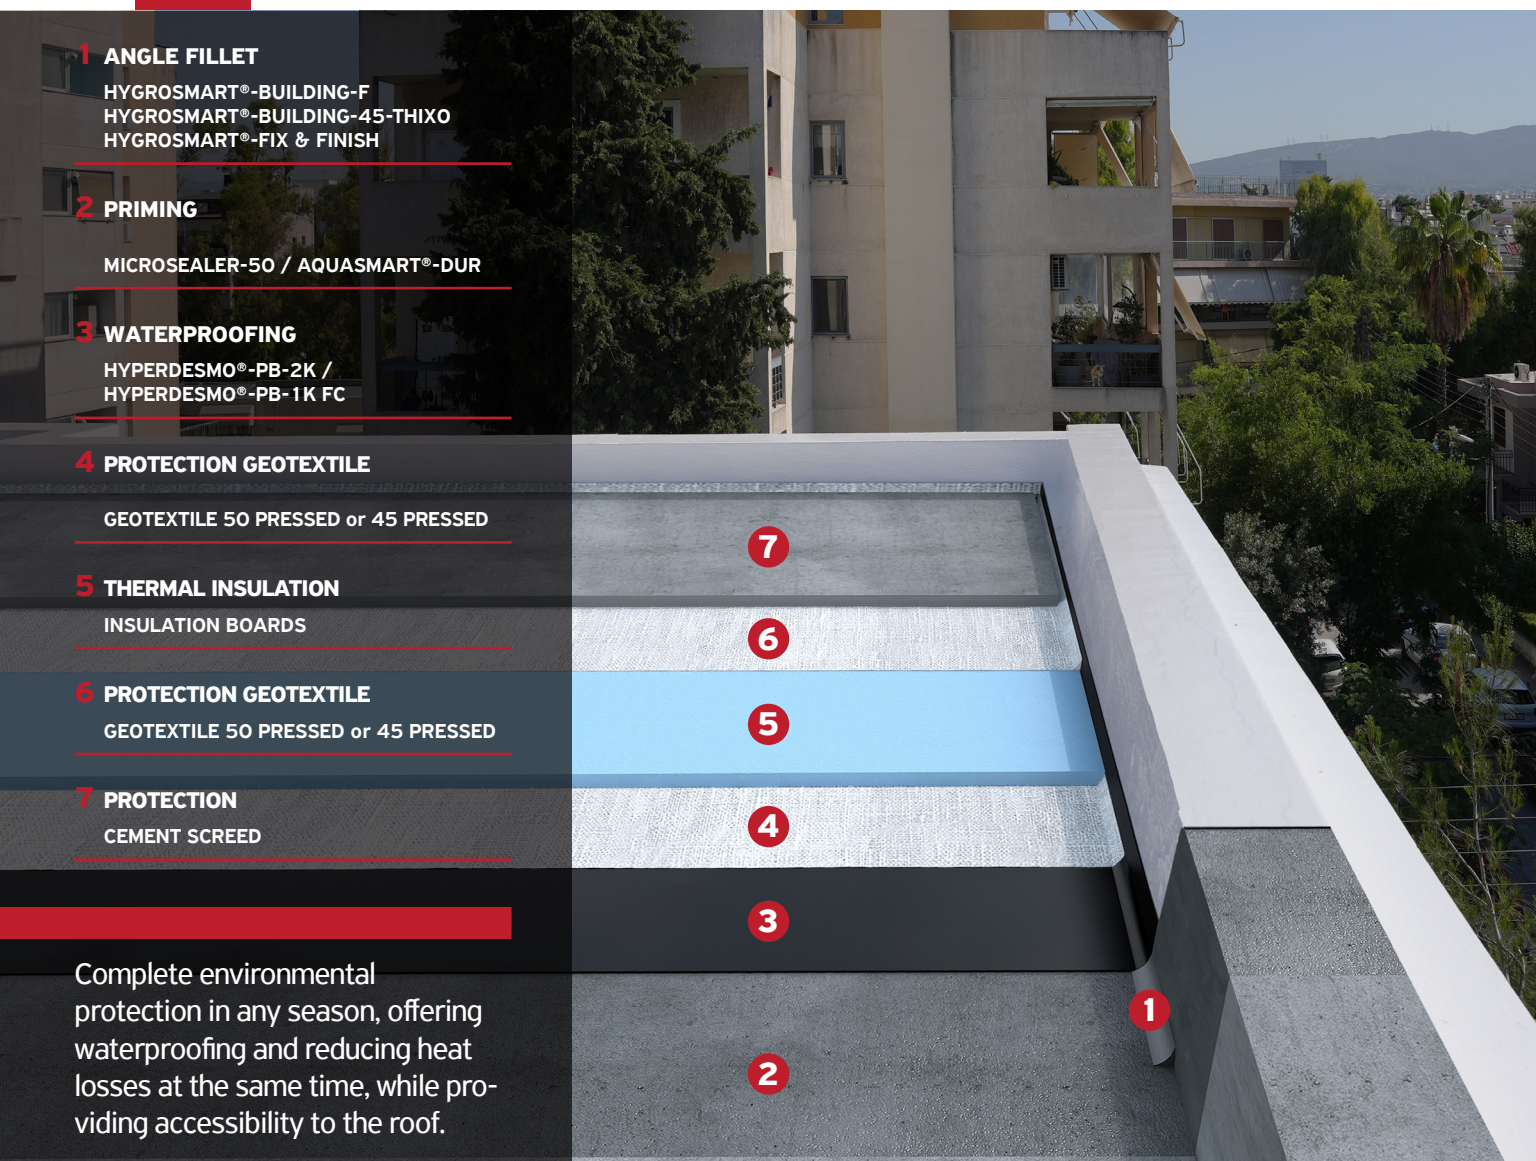 1 ANGLE FILLET
HYGROSMART®-BUILDING-F
HYGROSMART®-BUILDING-45-THIXO
HYGROSMART®-FIX & FINISH
2 PRIMING
MICROSEALER-50 / AQUASMART®-DUR
3 WATERPROOFING
HYPERDESMO®-PB-2K /
HYPERDESMO®-PB-1K FC
4 PROTECTION GEOTEXTILE
GEOTEXTILE 50 PRESSED or 45 PRESSED
5 THERMAL INSULATION
INSULATION BOARDS
6 PROTECTION GEOTEXTILE
GEOTEXTILE 50 PRESSED or 45 PRESSED
7 PROTECTION
CEMENT SCREED
Complete environmental
protection in any season, offering
waterproofing and reducing heat
losses at the same time, while pro-
viding accessibility to the roof.
7
6
5
4
3
1
2